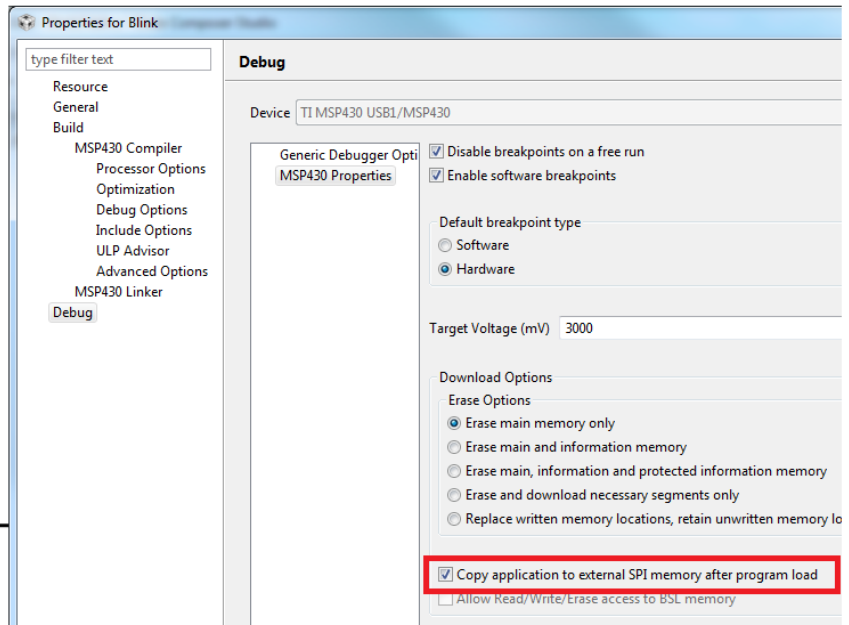 Properties for Blink
type filter text
Resource
General
Build
MSP430 Compiler
Processor Options
Optimization
Debug Options
Include Options
ULP Advisor
Advanced Options
MSP430 Linker
Debug
Debug
Device TI MSP430 USB1/MSP430
Generic Debugger Opti
MSP430 Properties
Disable breakpoints on a free run
Enable software breakpoints
Default breakpoint type
Software
Hardware
Target Voltage (mV) 3000
Download Options
Erase Options
Erase main memory only
Erase main and information memory
Erase main, information and protected information memory
Erase and download necessary segments only
Replace written memory locations, retain unwritten memory lo
Copy application to external SPI memory after program load
Allow Read/Write/Erase access to BSL memory